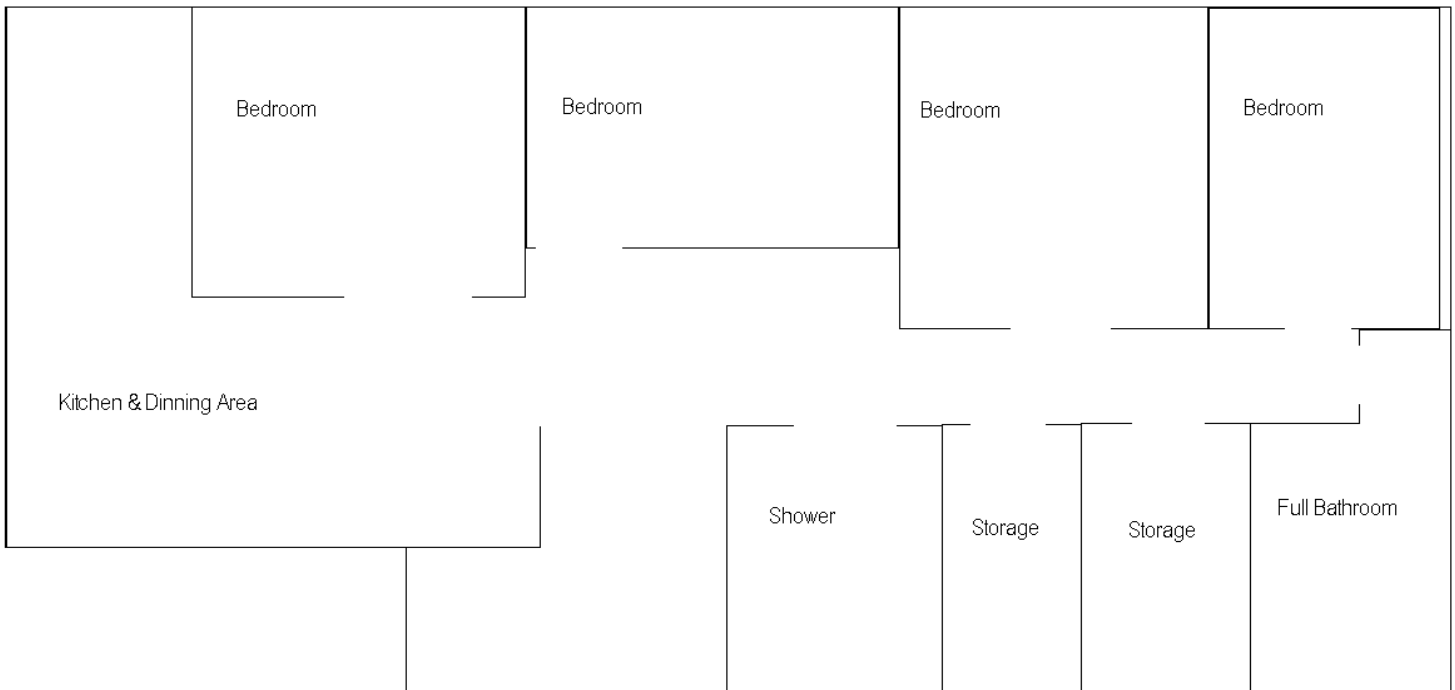 Bedroom
Bedroom
Bedroom
Bedroom
Kitchen & Dinning Area
Shower
Storage
Storage
Full Bathroom